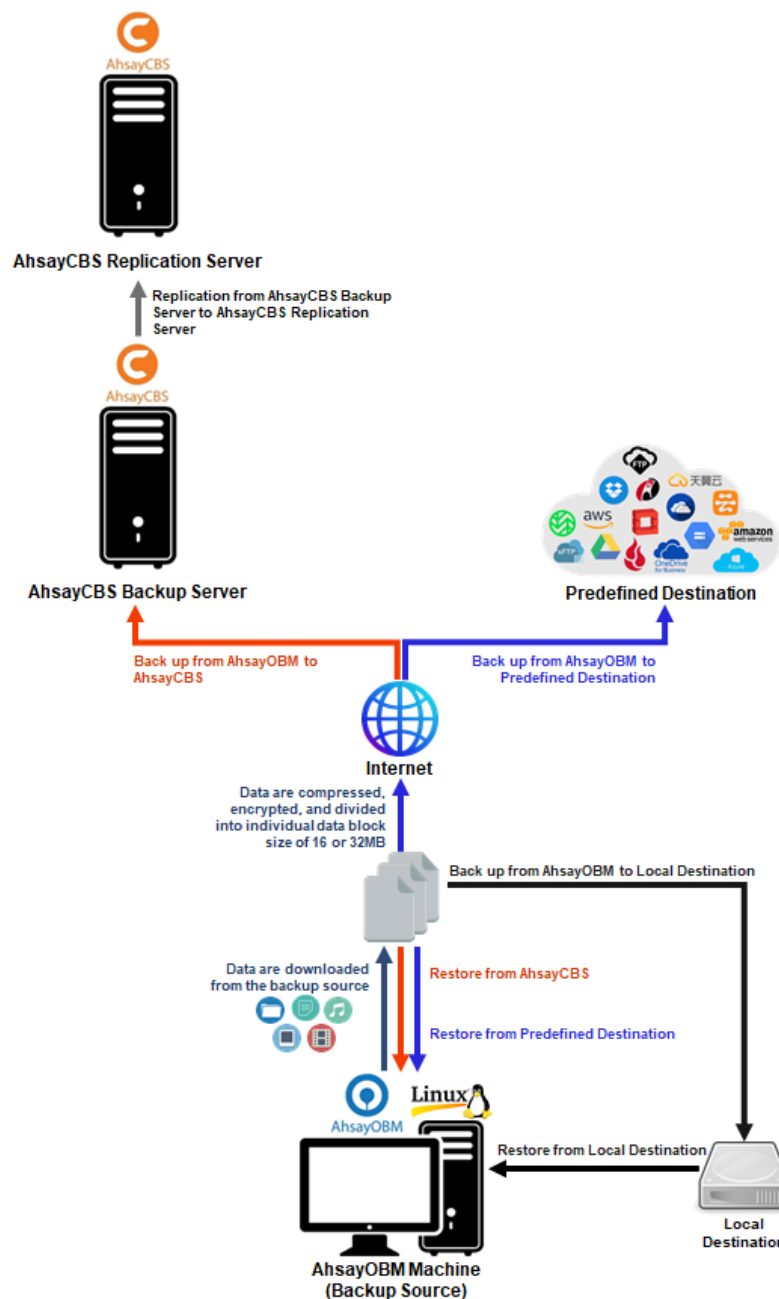 AhsayCBS
AhsayCBS Replication Server
Replication from AhsayCBS Backup
Server to AhsayCBS Replication
Server
AhsayCBS
AhsayCBS Backup Server
FTP
天翼云
aws
amazon
web services
sFTP
OneDrive
for Business
Azure
Predefined Destination
Back up from AhsayOBM to
AhsayCBS
Back up from AhsayOBM to
Predefined Destination
Internet
Data are compressed,
encrypted, and divided
into individual data block
size of 16 or 32MB
Back up from AhsayOBM to Local Destination
Data are downloaded
from the backup source
Restore from AhsayCBS
Restore from Predefined Destination
AhsayOBM
Linux
Restore from Local Destination
Local
Destination
AhsayOBM Machine
(Backup Source)